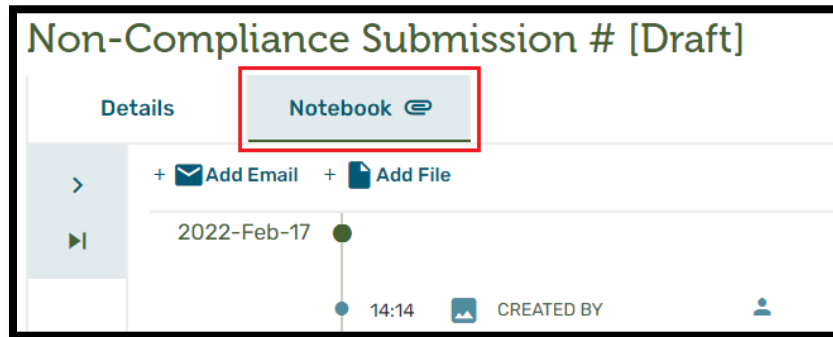 Non-Compliance Submission # [Draft]
Details Notebook
+ Add Email + Add File
2022-Feb-17
14:14 CREATED BY